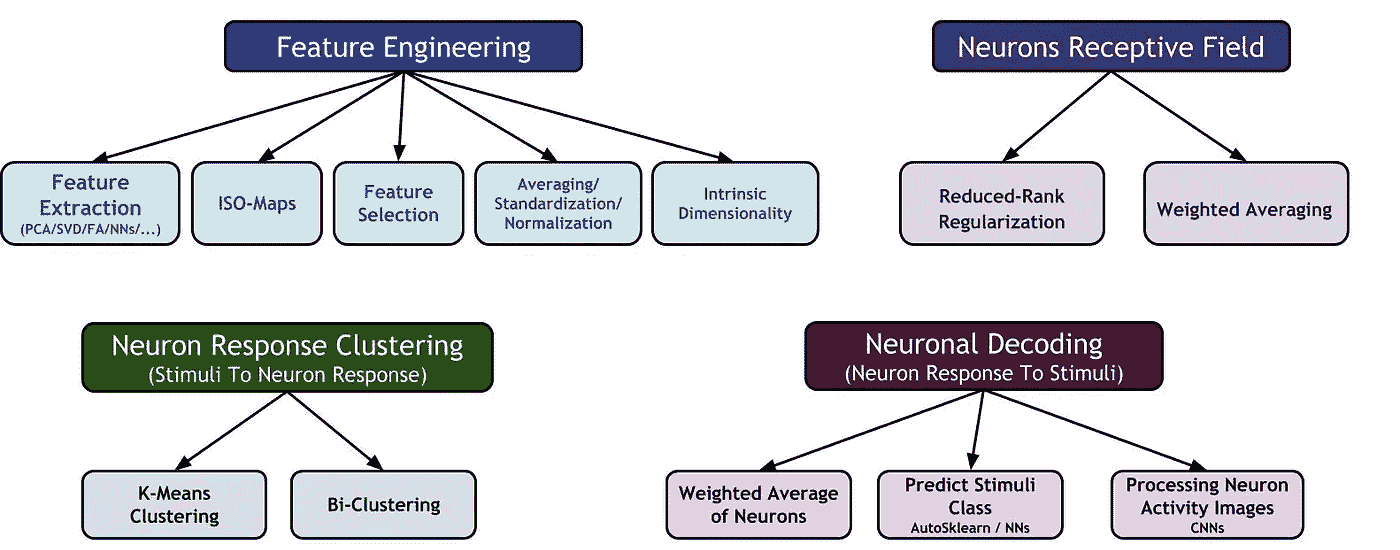 Feature Engineering
Neurons Receptive Field
Feature
Extraction
(PCA/SVD/FA/NNs/...)
ISO-Maps
Feature
Selection
Averaging/
Standardization/
Normalization
Intrinsic
Dimensionality
Reduced-Rank
Regularization
Weighted Averaging
Neuron Response Clustering
(Stimuli To Neuron Response)
Neuronal Decoding
(Neuron Response To Stimuli)
K-Means
Clustering
Bi-Clustering
Weighted Average
of Neurons
Predict Stimuli
Class
AutoSklearn / NNs
Processing Neuron
Activity Images
CNNs